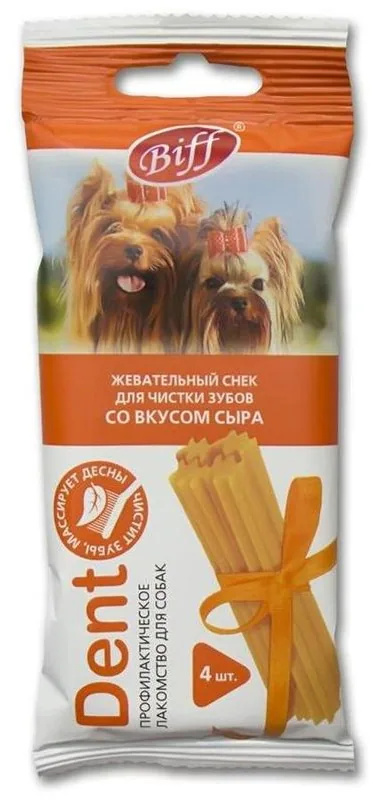 Biff®
ЖЕВАТЕЛЬНЫЙ СНЕК
ДЛЯ ЧИСТКИ ЗУБОВ
СО ВКУСОМ СЫРА
МАССИРУЕТ ДЕСНЫ
ЧИСТИТ ЗУБЫ,
Dent
ПРОФИЛАКТИЧЕСКОЕ
ЛАКОМСТВО ДЛЯ СОБАК
4 шт.